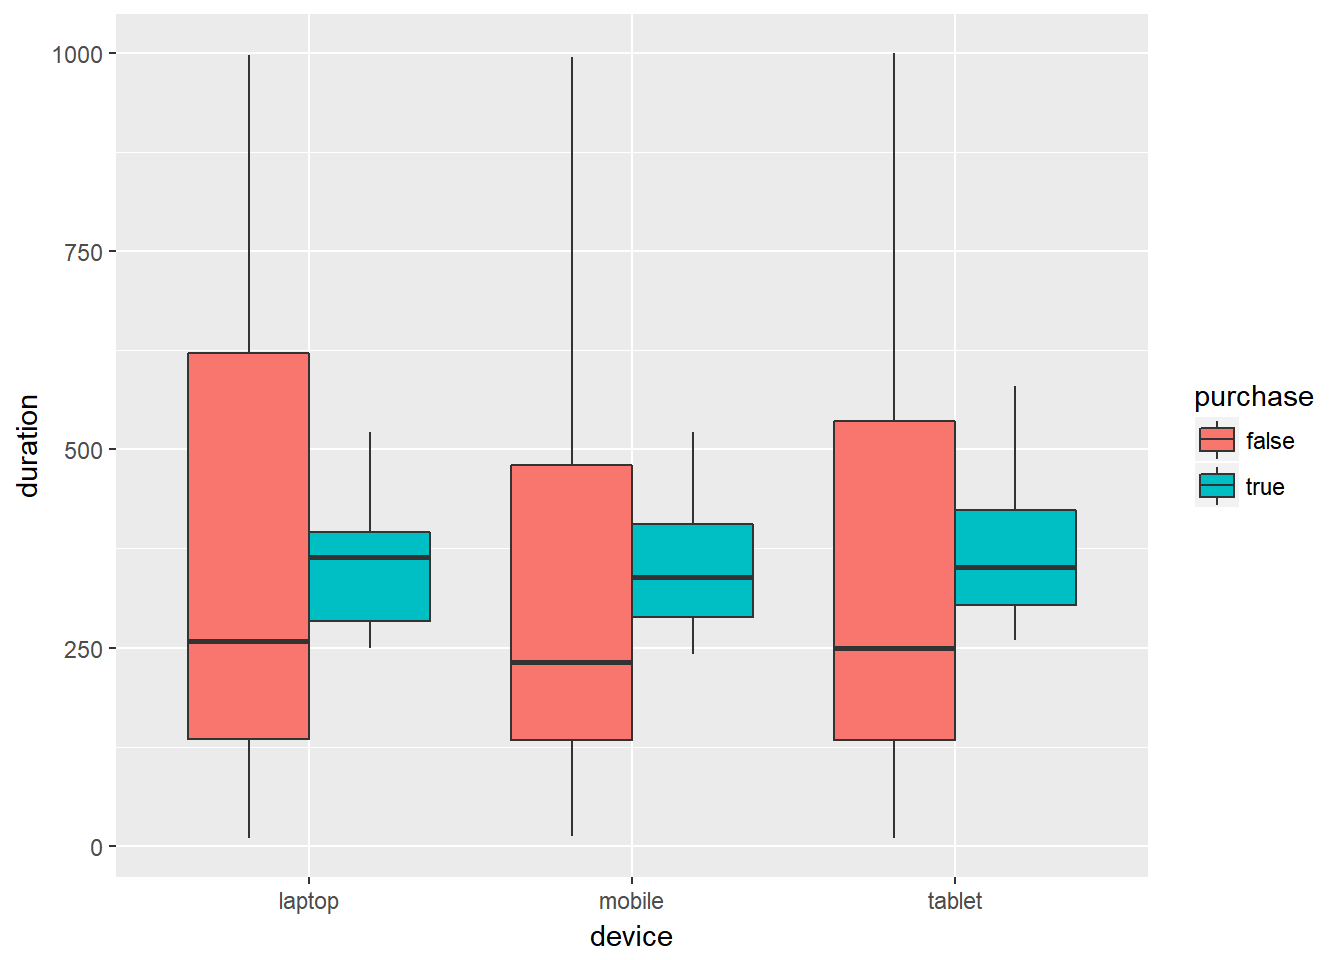 1000
750
500
250
0
duration
laptop
mobile
tablet
device
purchase
false
true